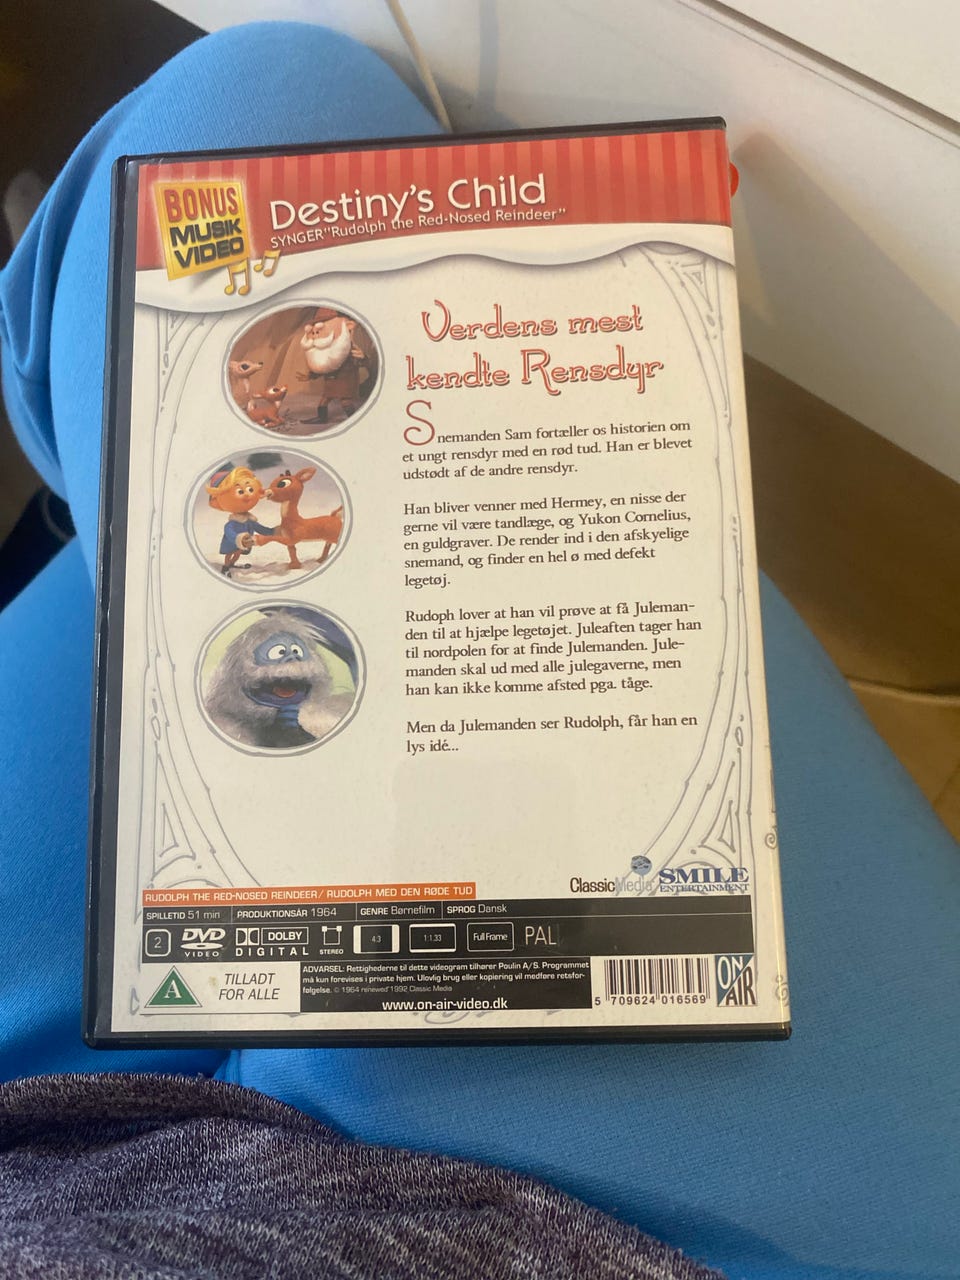 BONUS
MUSIK
VIDEO
Destiny's Child
SYNGER "Rudolph the Red-Nosed Reindeer"
Verdens mest
kendte Rensdyr
Snemanden Sam fortæller os historien om
et ungt rensdyr med en rød tud. Han er blevet
udstødt af de andre rensdyr.
Han bliver venner med Hermey, en nisse der
gerne vil være tandlæge, og Yukon Cornelius,
en guldgraver. De render ind i den afskyelige
snemand, og finder en hel ø med defekt
legetøj.
Rudoph lover at han vil prøve at få Juleman-
den til at hjælpe legetøjet. Juleaften tager han
til nordpolen for at finde Julemanden. Jule-
manden skal ud med alle julegaverne, men
han kan ikke komme afsted pga. tåge.
Men da Julemanden ser Rudolph, får han en
lys idé...
ClassicMedia SMILE
ENTERTAINMENT
RUDOLPH THE RED-NOSED REINDEER/ RUDOLPH MED DEN RØDE TUD
SPILLETID 51 min PRODUKTIONSÅR 1964 GENRE Børnefilm SPROG Dansk
2 DVD VIDEO DOLBY DIGITAL STEREO 4:3 1:1.33 Full Frame PAL
A TILLADT
FOR ALLE
ADVARSEL: Rettighederne til dette videogram tilhører Poulin A/S. Programmet
må kun forevises i private hjem. Ulovlig brug eller kopiering vil medføre retsfor-
følgelse. © 1964 renewed 1992 Classic Media
www.on-air-video.dk
5 709624 016569
ON
AIR